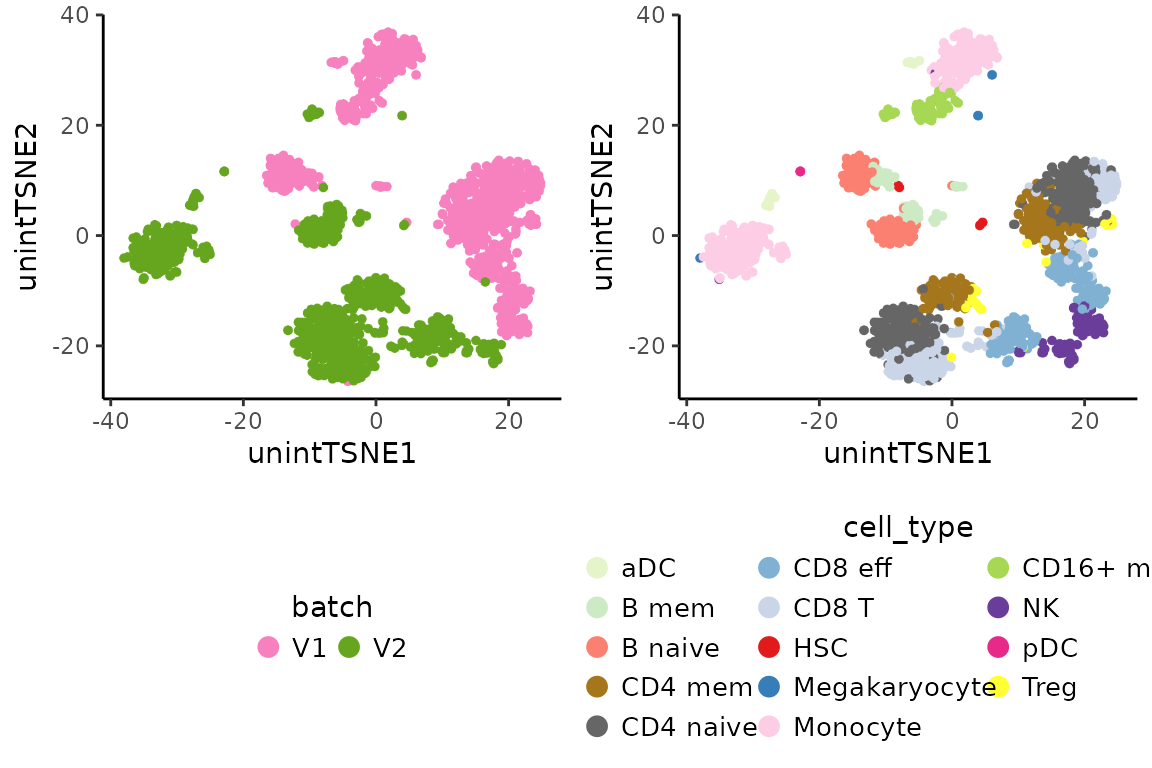 40
20
0
-20
unintTSNE2
-40
-20
0
20
unintTSNE1
40
20
0
-20
unintTSNE2
-40
-20
0
20
unintTSNE1
batch
V1
V2
cell_type
aDC
B mem
B naive
CD4 mem
CD4 naive
CD8 eff
CD8 T
HSC
Megakaryocyte
Monocyte
CD16+ m
NK
pDC
Treg